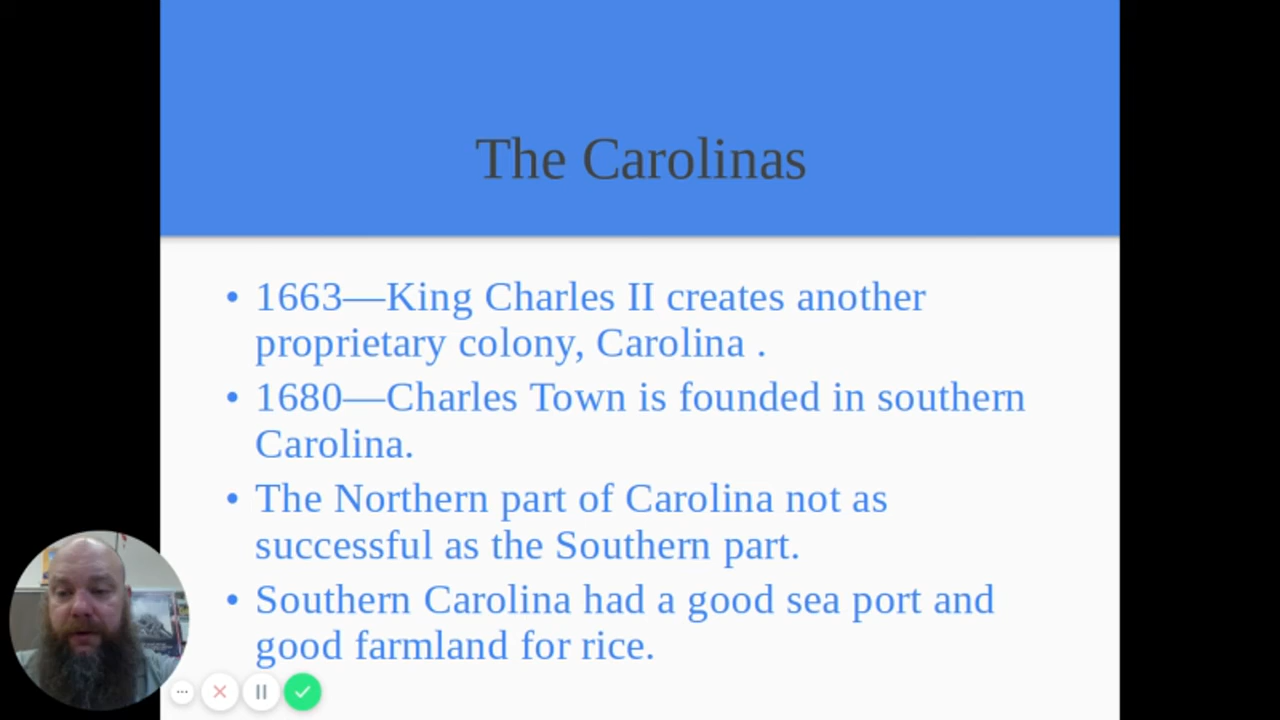 The Carolinas
• 1663—King Charles II creates another
proprietary colony, Carolina .
• 1680—Charles Town is founded in southern
Carolina.
• The Northern part of Carolina not as
successful as the Southern part.
• Southern Carolina had a good sea port and
good farmland for rice.